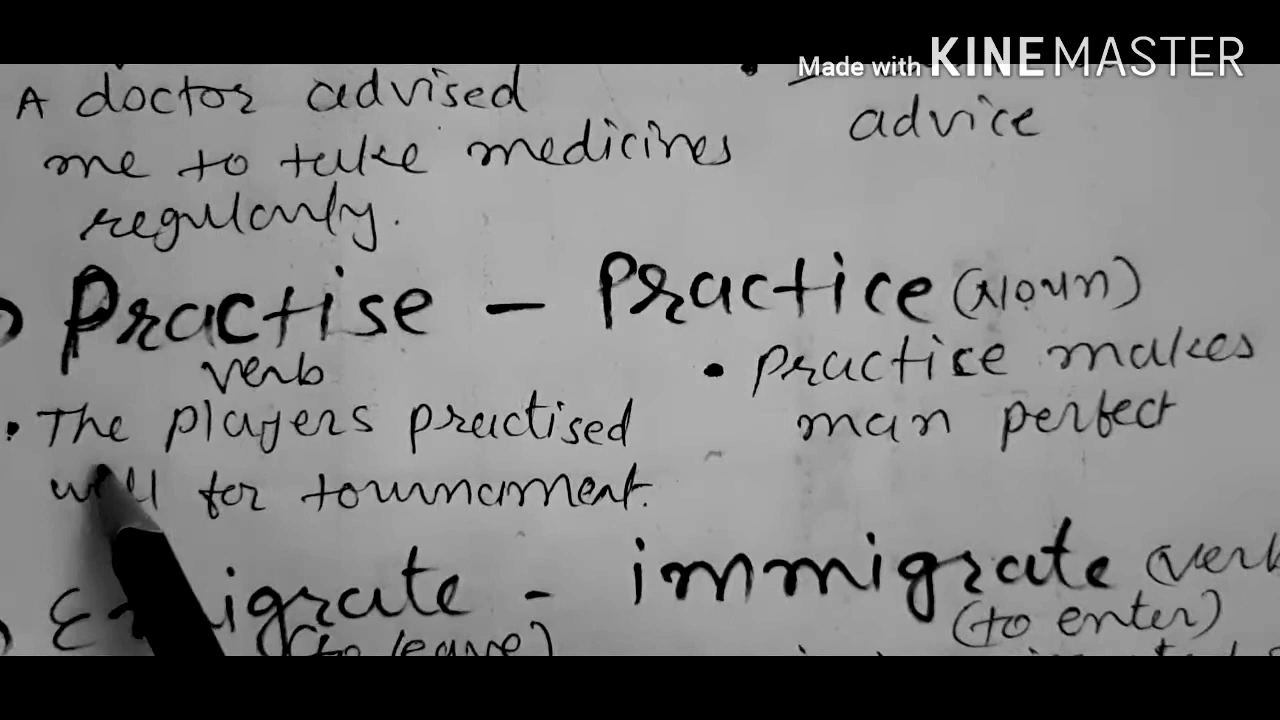 Made with KINEMASTER
A doctor advised
me to take medicines
regularly.
advice
Practise - Practice (Noun)
verb
• Practice makes
man perfect
• The players practised
well for tournament.
Emigrate - immigrate (verb
(to leave)
(to enter)